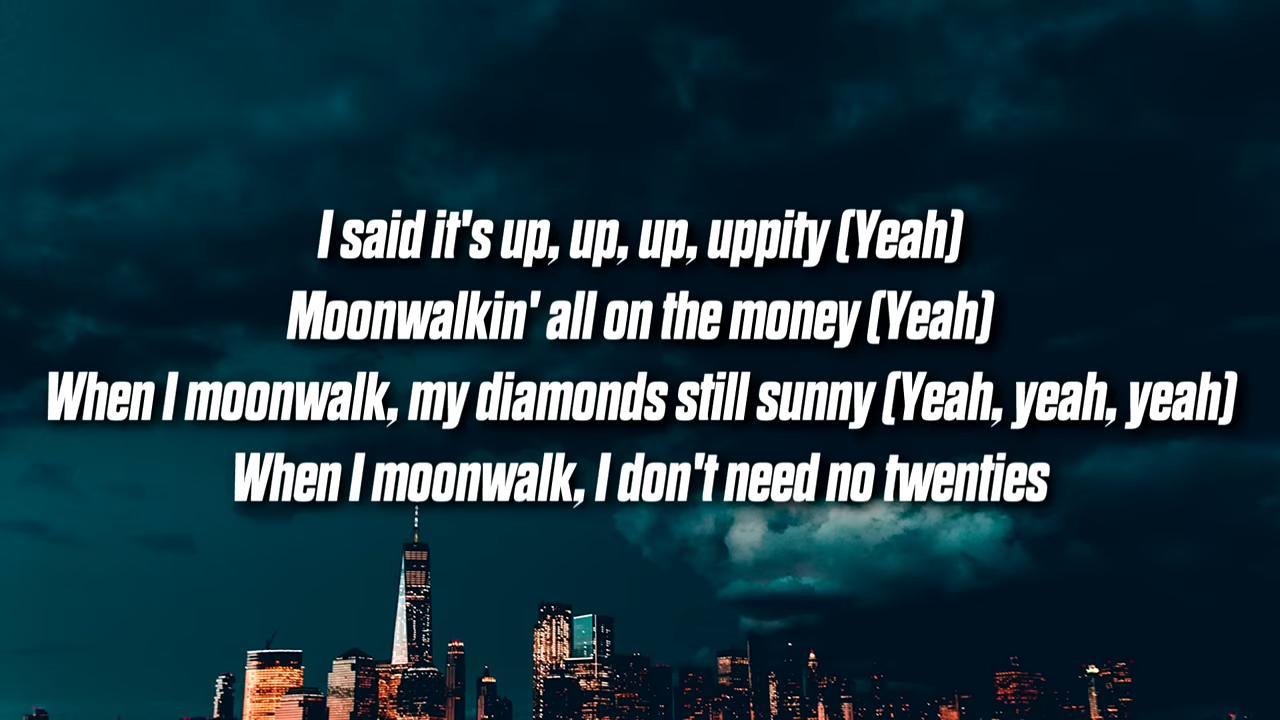 I said it's up, up, up, uppity (Yeah)
Moonwalkin' all on the money (Yeah)
When I moonwalk, my diamonds still sunny (Yeah, yeah, yeah)
When I moonwalk, I don't need no twenties